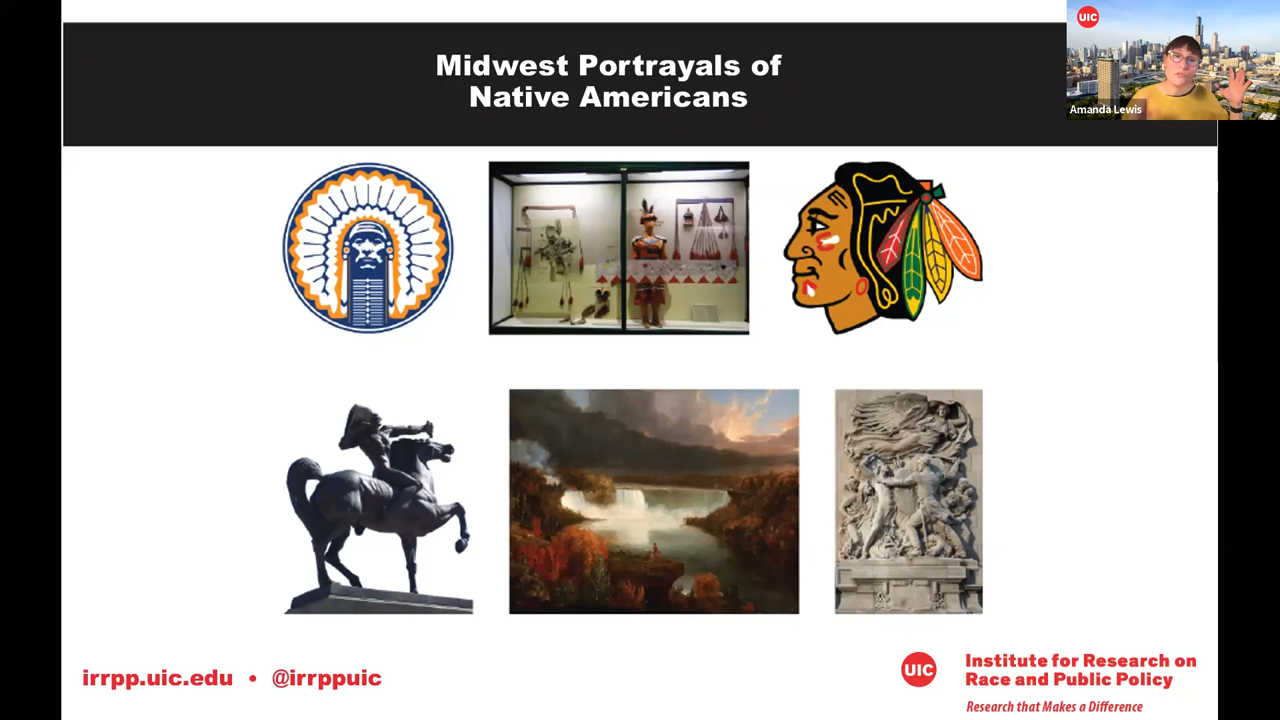 Midwest Portrayals of
Native Americans
UIC
Amanda Lewis
irrpp.uic.edu • @irrppuic
UIC
Institute for Research on
Race and Public Policy
Research that Makes a Difference